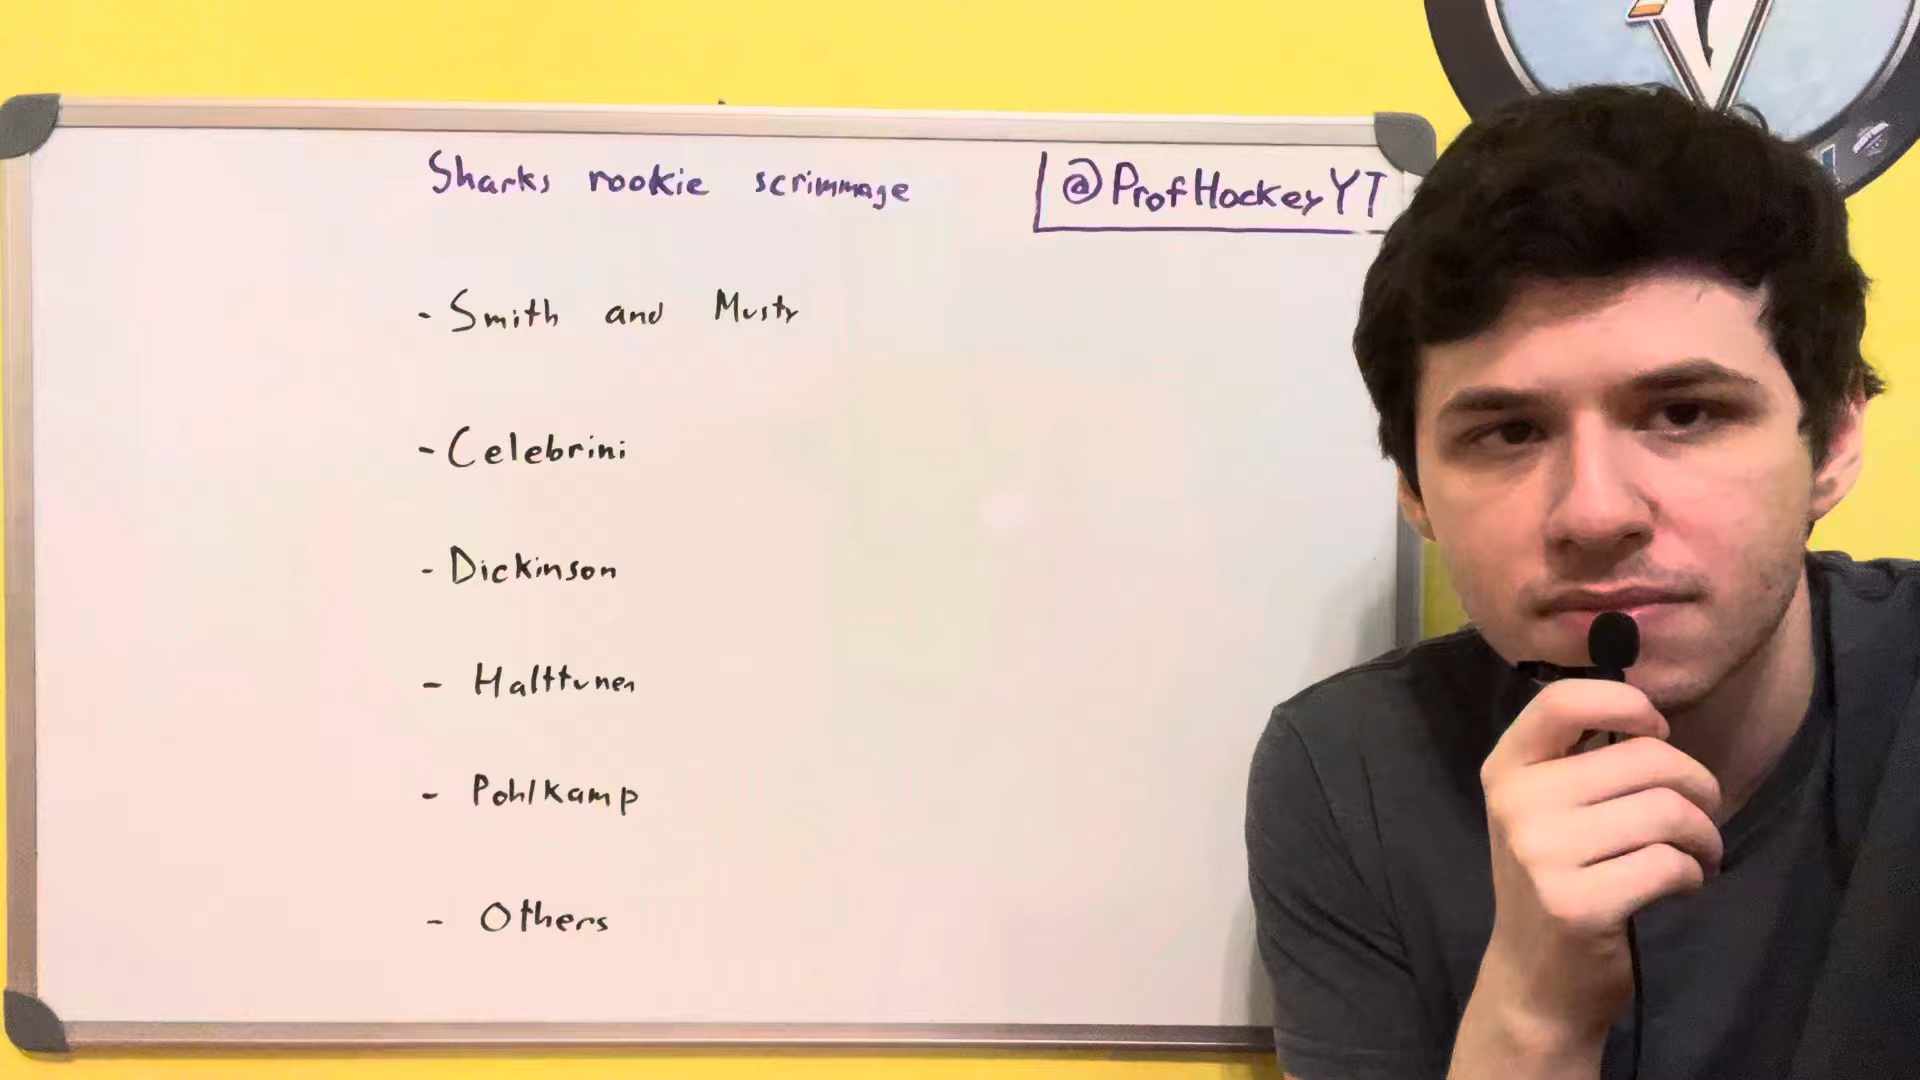 Sharks rookie scrimmage
@ProfHockeyYT
- Smith and Musty
- Celebrini
- Dickinson
- Halttunen
- Pohlkamp
- Others